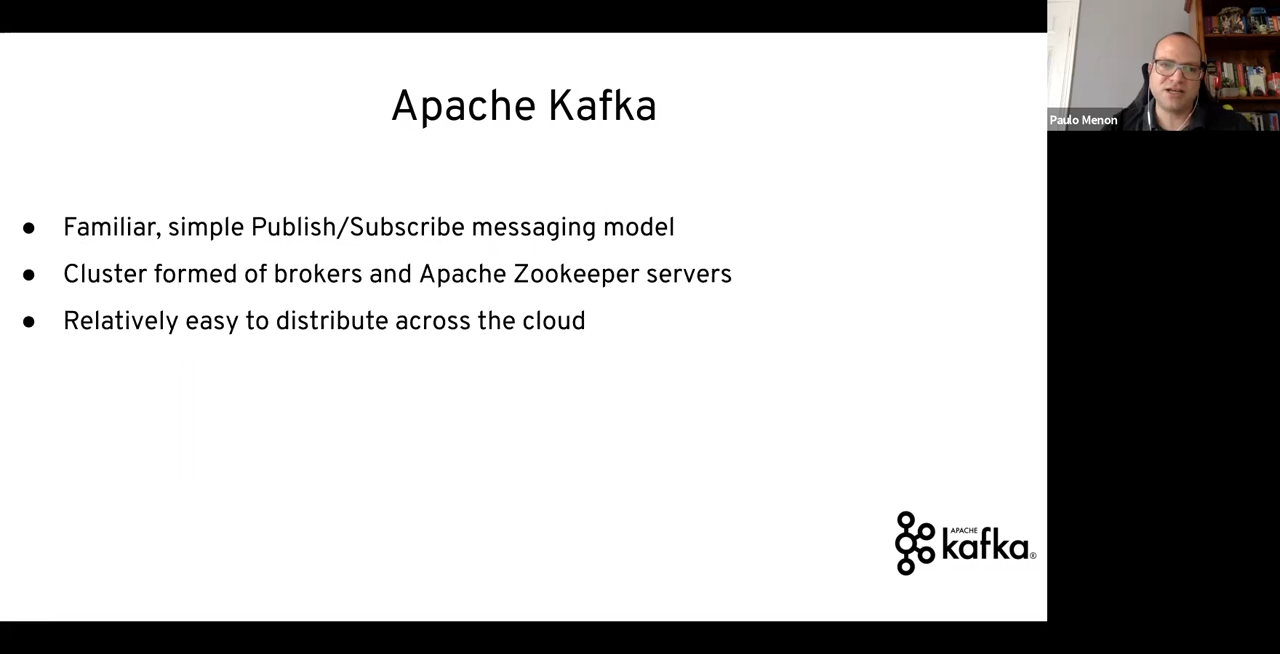 Apache Kafka
● Familiar, simple Publish/Subscribe messaging model
● Cluster formed of brokers and Apache Zookeeper servers
● Relatively easy to distribute across the cloud
APACHE
kafka®
Paulo Menon